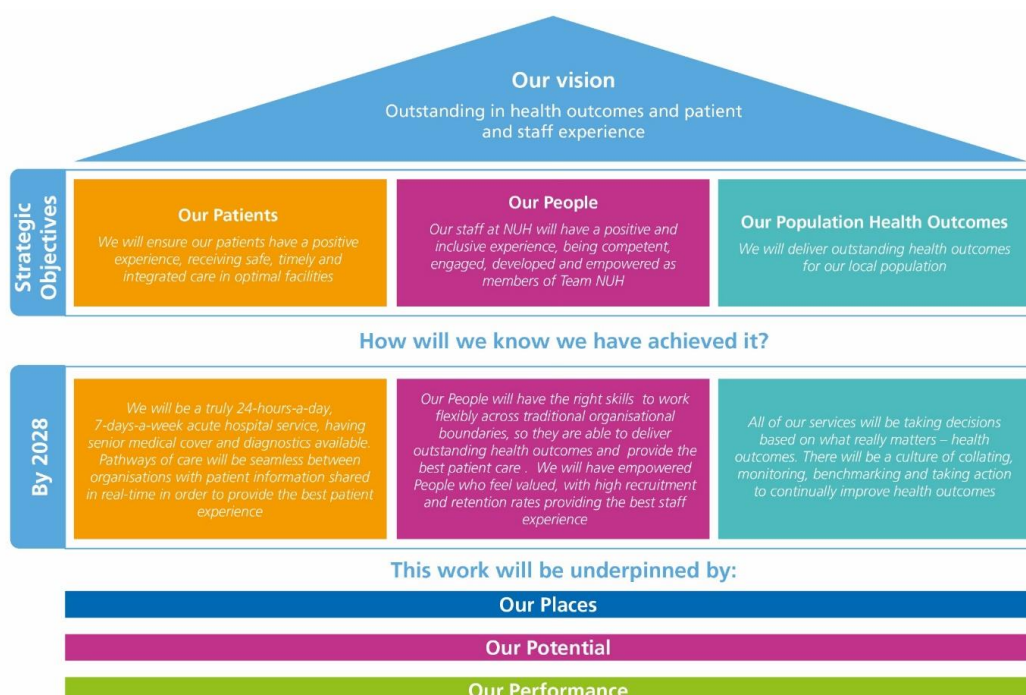 Our vision
Outstanding in health outcomes and patient
and staff experience
Strategic
Objectives
Our Patients
We will ensure our patients have a positive
experience, receiving safe, timely and
integrated care in optimal facilities
Our People
Our staff at NUH will have a positive and
inclusive experience, being competent,
engaged, developed and empowered as
members of Team NUH
Our Population Health Outcomes
We will deliver outstanding health outcomes
for our local population
How will we know we have achieved it?
By 2028
We will be a truly 24-hours-a-day,
7-days-a-week acute hospital service, having
senior medical cover and diagnostics available.
Pathways of care will be seamless between
organisations with patient information shared
in real-time in order to provide the best patient
experience
Our People will have the right skills to work
flexibly across traditional organisational
boundaries, so they are able to deliver
outstanding health outcomes and provide the
best patient care . We will have empowered
People who feel valued, with high recruitment
and retention rates providing the best staff
experience
All of our services will be taking decisions
based on what really matters – health
outcomes. There will be a culture of collating,
monitoring, benchmarking and taking action
to continually improve health outcomes
This work will be underpinned by:
Our Places
Our Potential
Our Performance